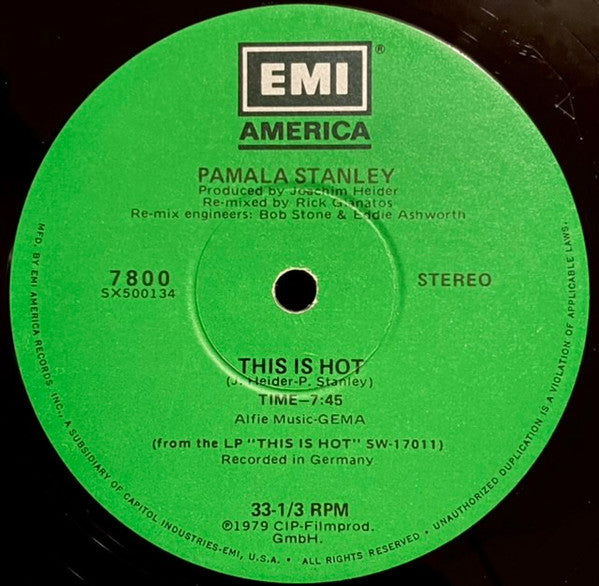 EMI
®
AMERICA
PAMALA STANLEY
Produced by Joachim Heider
Re-mixed by Rick Gianatos
Re-mix engineers: Bob Stone & Eddie Ashworth
7800
SX500134
STEREO
THIS IS HOT
(J. Heider-P. Stanley)
TIME—7:45
Alfie Music-GEMA
(from the LP "THIS IS HOT" SW-17011)
Recorded in Germany
33-1/3 RPM
©1979 CIP-Filmprod.
GmbH.
MFD. BY EMI AMERICA RECORDS, INC., A SUBSIDIARY OF CAPITOL INDUSTRIES-EMI, U.S.A. • ALL RIGHTS RESERVED • UNAUTHORIZED DUPLICATION IS A VIOLATION OF APPLICABLE LAWS.